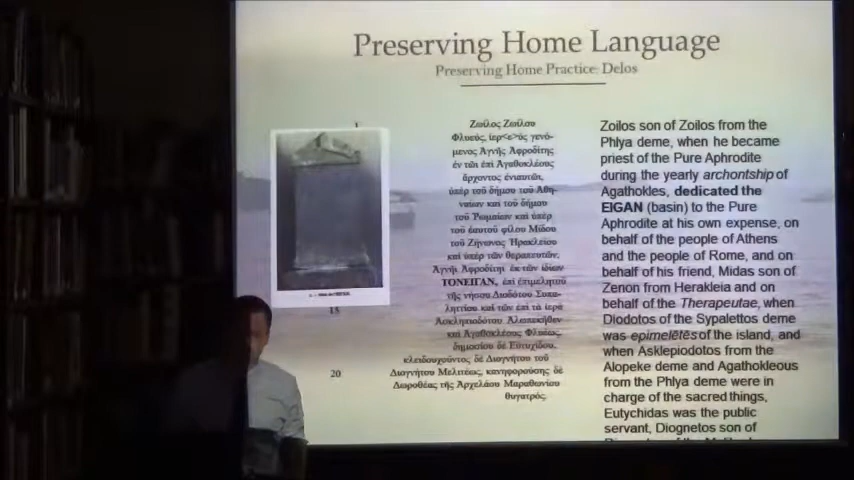 Preserving Home Language
Preserving Home Practice: Delos
1
Ζωίλος Ζωίλου
Φλυεύς, ἱερ<ε>ὺς γενό-
μενος Ἁγνῆς Ἀφροδίτης
ἐν τῶι ἐπὶ Ἀγαθοκλέους
ἄρχοντος ἐνιαυτῶι,
ὑπὲρ τοῦ δήμου τοῦ Ἀθη-
ναίων καὶ τοῦ δήμου
τοῦ Ῥωμαίων καὶ ὑπὲρ
τοῦ ἑαυτοῦ φίλου Μίδου
τοῦ Ζήνωνος Ἡρακλείου
καὶ ὑπὲρ τῶν θεραπευτῶν,
Ἁγνῆι Ἀφροδίτηι ἐκ τῶν ἰδίων
ΤΟΝΕΙΓΑΝ, ἐπὶ ἐπιμελητοῦ
τῆς νήσου Διοδότου Συπα-
15
ληττίου καὶ τῶν ἐπὶ τὰ ἱερὰ
Ἀσκληπιοδότου Ἀλωπεκῆθεν
καὶ Ἀγαθοκλέους Φλυέως,
δημοσίου δὲ Εὐτυχίδου,
κλειδουχοῦντος δὲ Διογνήτου τοῦ
20
Διογνήτου Μελιτέως, κανηφορούσης δὲ
Δωροθέας τῆς Ἀρχελάου Μαραθωνίου
θυγατρός.
Zoilos son of Zoilos from the
Phlya deme, when he became
priest of the Pure Aphrodite
during the yearly archontship of
Agathokles, dedicated the
EIGAN (basin) to the Pure
Aphrodite at his own expense, on
behalf of the people of Athens
and the people of Rome, and on
behalf of his friend, Midas son of
Zenon from Herakleia and on
behalf of the Therapeutae, when
Diodotos of the Sypalettos deme
was epimelētēs of the island, and
when Asklepiodotos from the
Alopeke deme and Agathokleous
from the Phlya deme were in
charge of the sacred things,
Eutychidas was the public
servant, Diognetos son of